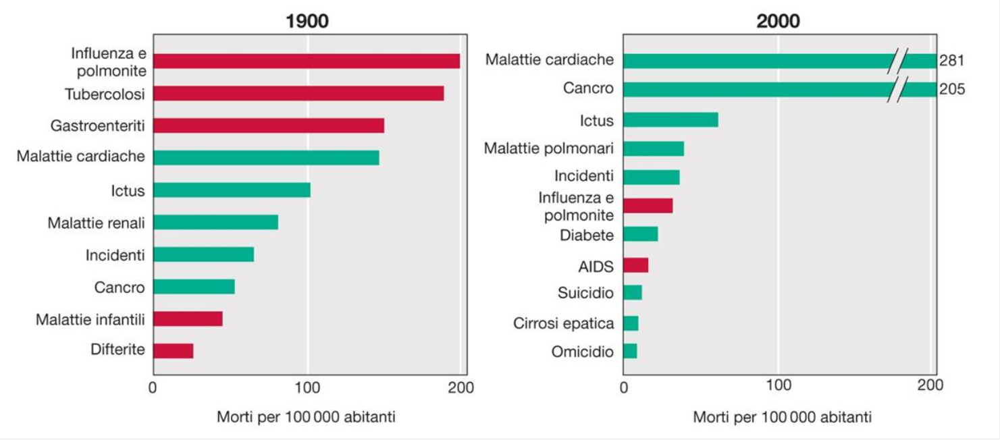 1900
Influenza e
polmonite
Tubercolosi
Gastroenteriti
Malattie cardiache
Ictus
Malattie renali
Incidenti
Cancro
Malattie infantili
Difterite
0 100 200
Morti per 100 000 abitanti
2000
Malattie cardiache 281
Cancro 205
Ictus
Malattie polmonari
Incidenti
Influenza e
polmonite
Diabete
AIDS
Suicidio
Cirrosi epatica
Omicidio
0 100 200
Morti per 100 000 abitanti